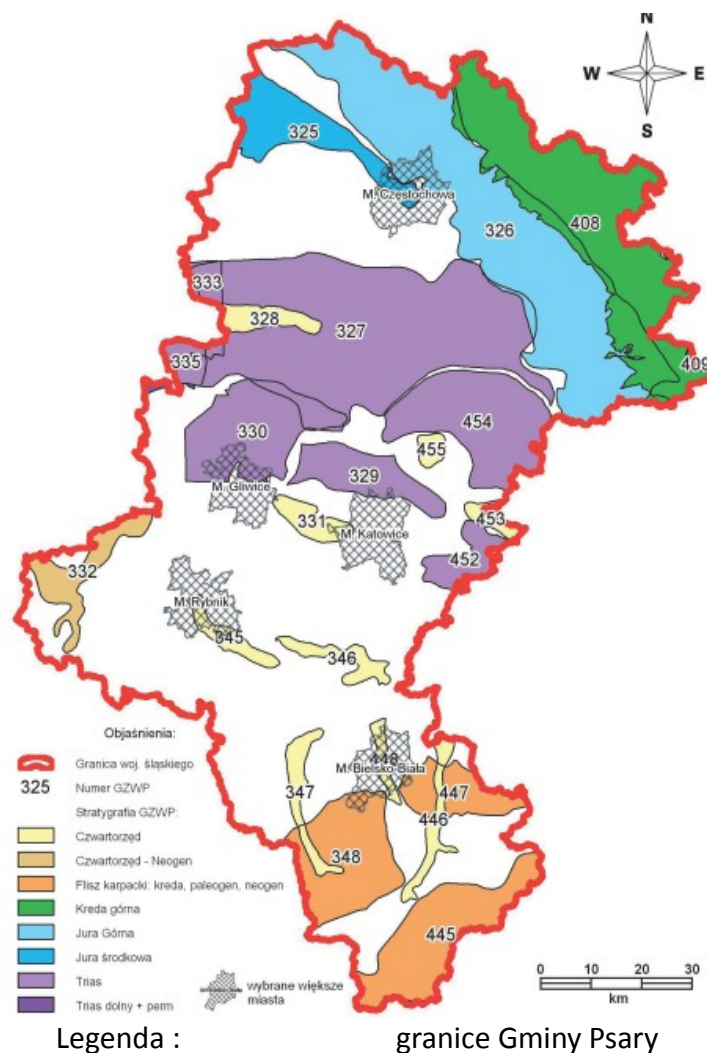 N
W E
S
325
M. Częstochowa
408
326
333
328
327
335
409
330
454
455
M. Gliwice
329
331
M. Katowice
453
452
332
M. Rybnik
345
346
448
M. Bielsko-Biała
347
447
446
348
445
Objaśnienia:
Granica woj. śląskiego
325 Numer GZWP
Stratygrafia GZWP:
Czwartorzęd
Czwartorzęd - Neogen
Flisz karpacki: kreda, paleogen, neogen
Kreda górna
Jura Górna
Jura środkowa
Trias
Trias dolny + perm
wybrane większe
miasta
0 10 20 30
km
Legenda : granice Gminy Psary